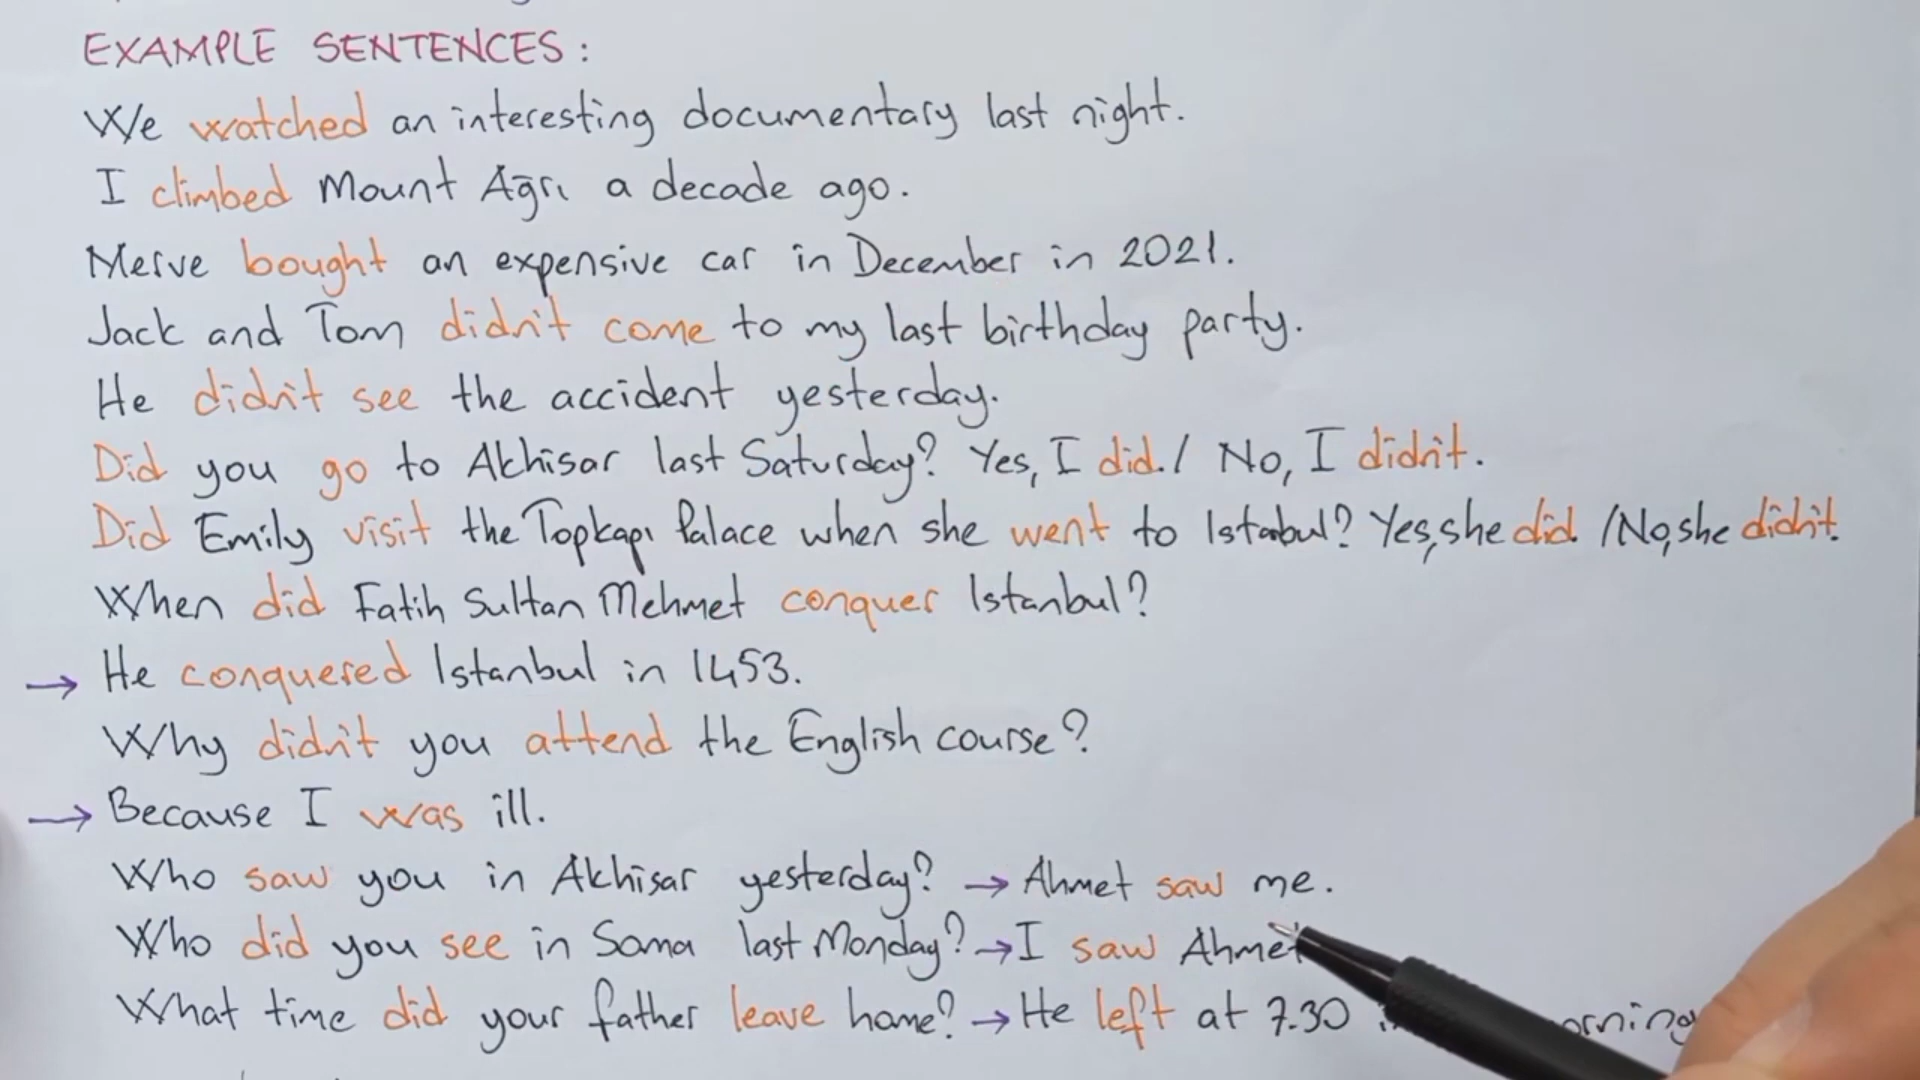 EXAMPLE SENTENCES:
We watched an interesting documentary last night.
I climbed Mount Ağrı a decade ago.
Merve bought an expensive car in December in 2021.
Jack and Tom didn't come to my last birthday party.
He didn't see the accident yesterday.
Did you go to Akhisar last Saturday? Yes, I did. / No, I didn't.
Did Emily visit the Topkapı Palace when she went to Istabul? Yes, she did. / No, she didn't.
When did Fatih Sultan Mehmet conquer Istanbul?
→ He conquered Istanbul in 1453.
Why didn't you attend the English course?
→ Because I was ill.
Who saw you in Akhisar yesterday? → Ahmet saw me.
Who did you see in Soma last Monday? → I saw Ahmet
What time did your father leave home? → He left at 7.30